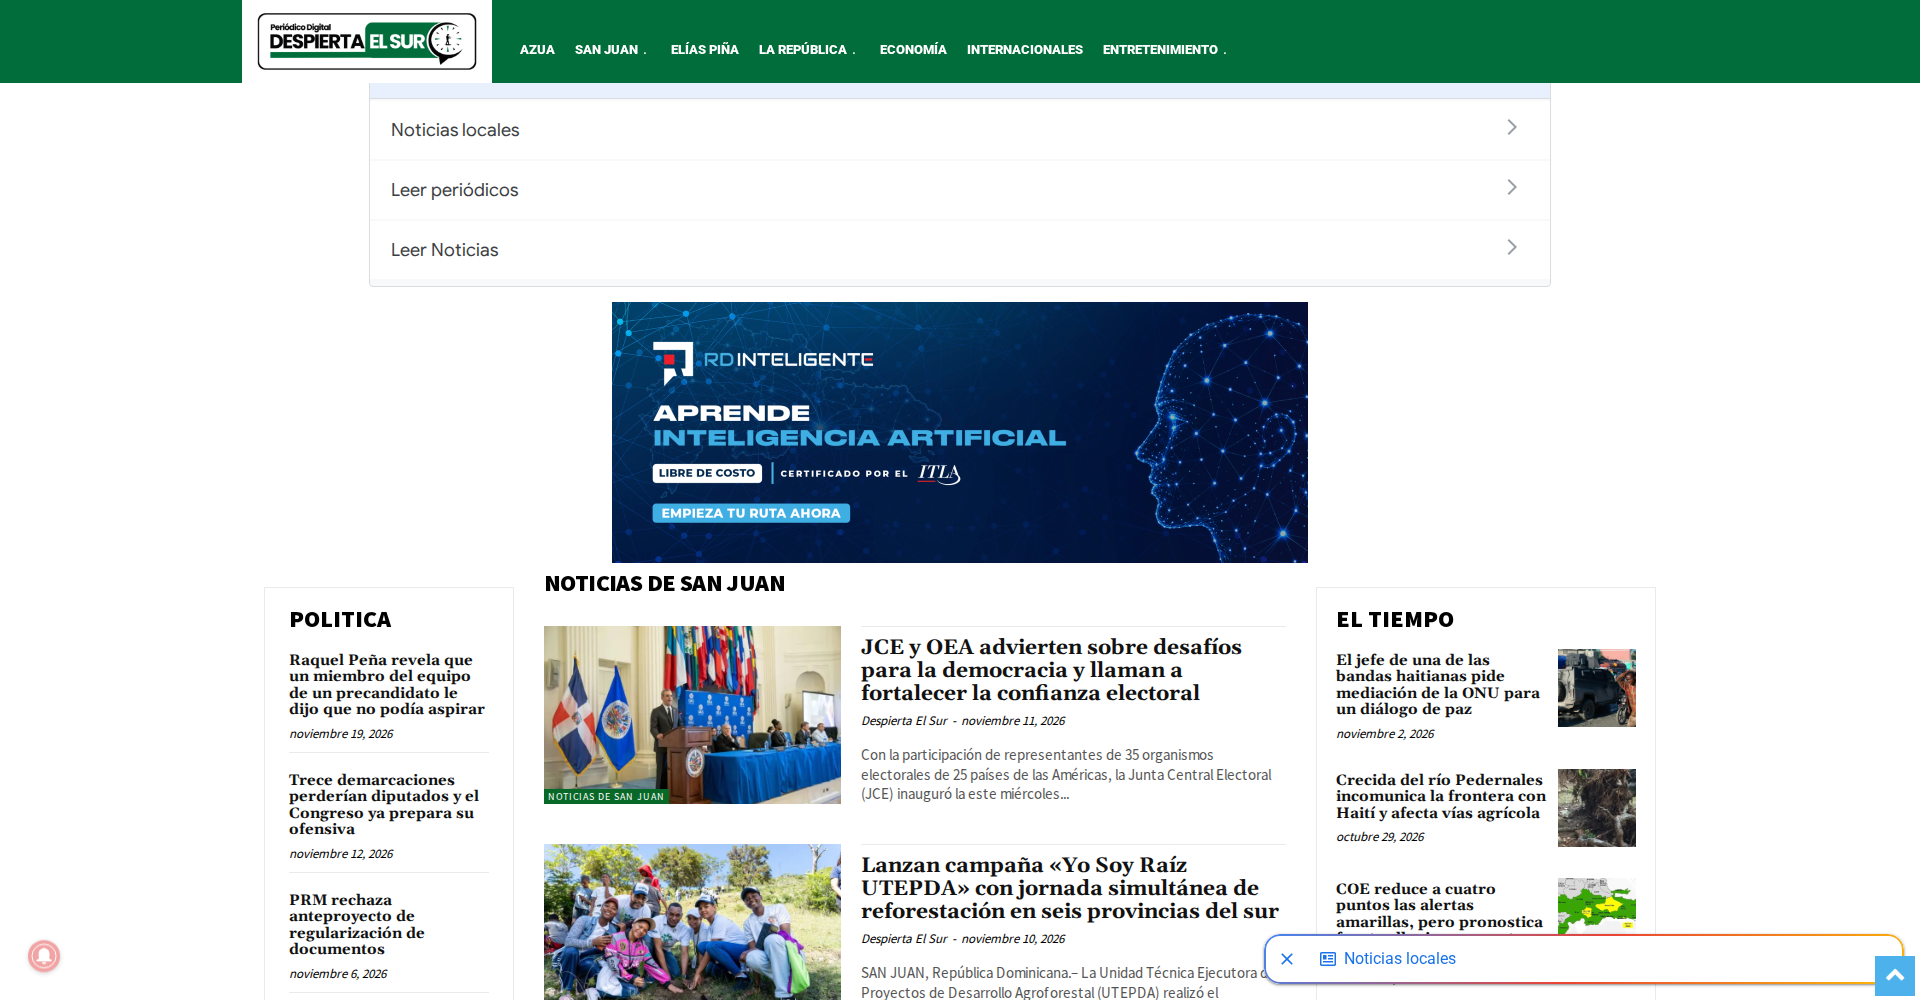 Periódico Digital
DESPIERTA EL SUR
AZUA
SAN JUAN
ELÍAS PIÑA
LA REPÚBLICA
ECONOMÍA
INTERNACIONALES
ENTRETENIMIENTO
Noticias locales
Leer periódicos
Leer Noticias
RD INTELIGENTE
APRENDE
INTELIGENCIA ARTIFICIAL
LIBRE DE COSTO
CERTIFICADO POR EL ITLA
EMPIEZA TU RUTA AHORA
POLITICA
Raquel Peña revela que
un miembro del equipo
de un precandidato le
dijo que no podía aspirar
noviembre 19, 2026
Trece demarcaciones
perderían diputados y el
Congreso ya prepara su
ofensiva
noviembre 12, 2026
PRM rechaza
anteproyecto de
regularización de
documentos
noviembre 6, 2026
NOTICIAS DE SAN JUAN
NOTICIAS DE SAN JUAN
JCE y OEA advierten sobre desafíos
para la democracia y llaman a
fortalecer la confianza electoral
Despierta El Sur - noviembre 11, 2026
Con la participación de representantes de 35 organismos
electorales de 25 países de las Américas, la Junta Central Electoral
(JCE) inauguró la este miércoles...
Lanzan campaña «Yo Soy Raíz
UTEPDA» con jornada simultánea de
reforestación en seis provincias del sur
Despierta El Sur - noviembre 10, 2026
SAN JUAN, República Dominicana.– La Unidad Técnica Ejecutora
Proyectos de Desarrollo Agroforestal (UTEPDA) realizó el
EL TIEMPO
El jefe de una de las
bandas haitianas pide
mediación de la ONU para
un diálogo de paz
noviembre 2, 2026
Crecida del río Pedernales
incomunica la frontera con
Haití y afecta vías agrícola
octubre 29, 2026
COE reduce a cuatro
puntos las alertas
amarillas, pero pronostica
Noticias locales